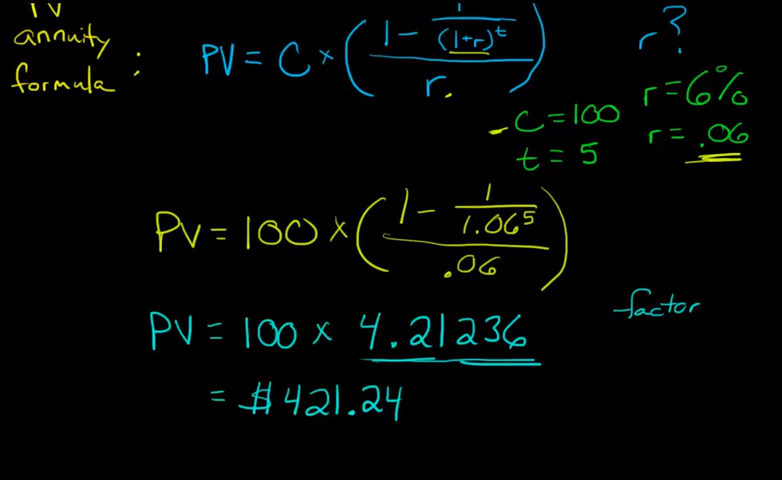 PV
annuity
formula :
PV = C × ( (1 - 1/(1+r)^t) / r. )
r?
C = 100
t = 5
r = 6%
r = .06
PV = 100 × ( (1 - 1/1.06^5) / .06 )
PV = 100 × 4.21236
factor
= $421.24